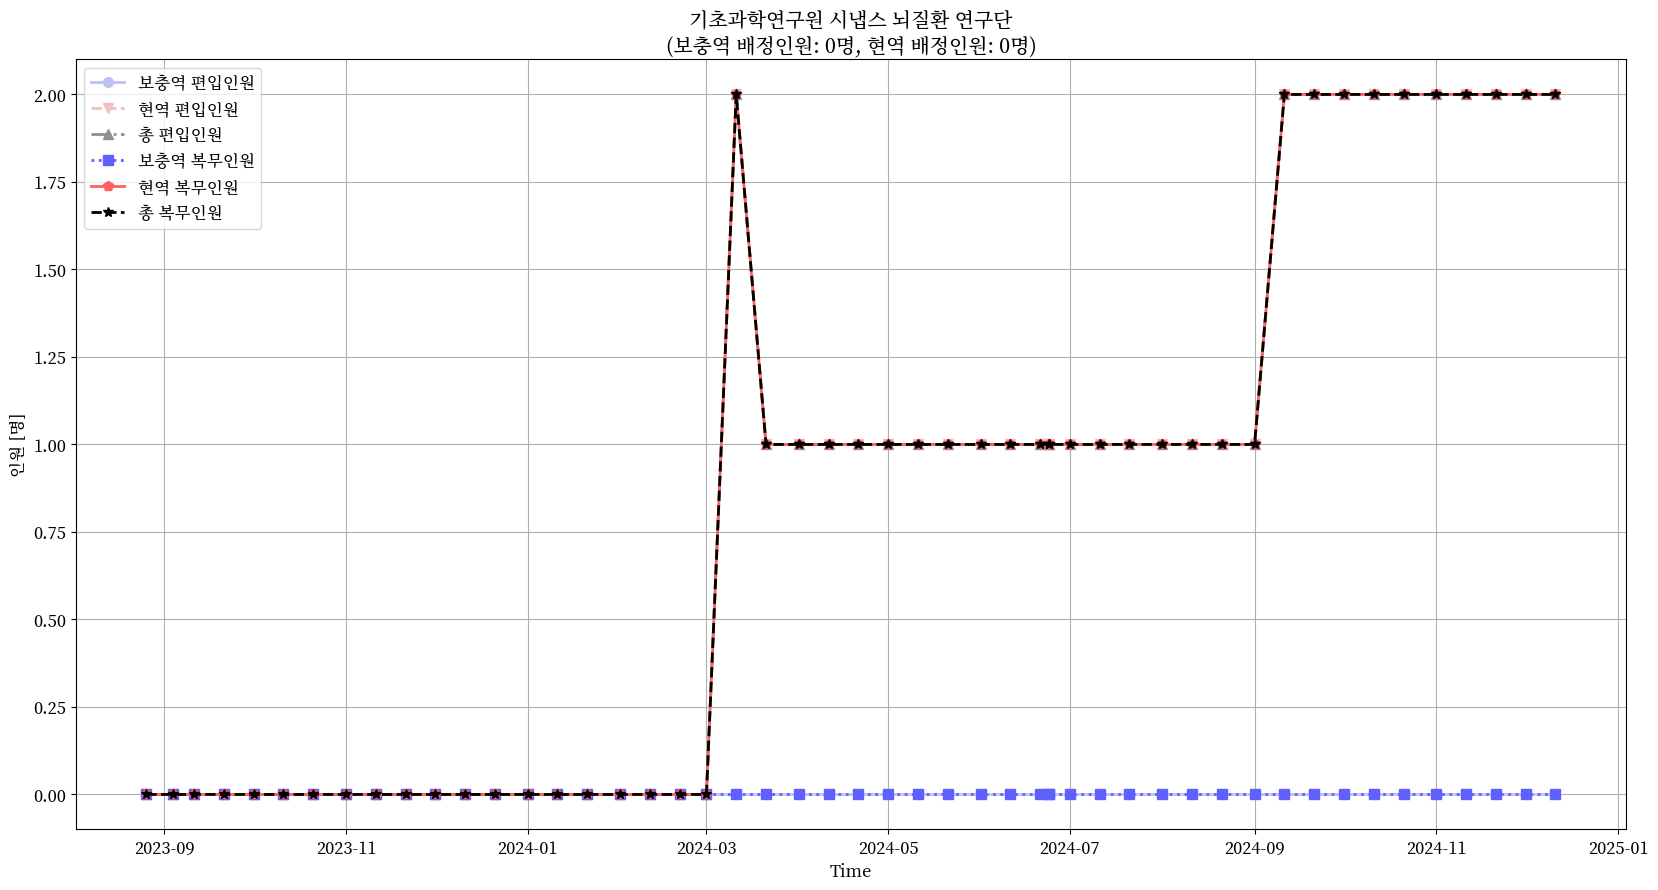 기초과학연구원 시냅스 뇌질환 연구단
(보충역 배정인원: 0명, 현역 배정인원: 0명)
보충역 편입인원
현역 편입인원
총 편입인원
보충역 복무인원
현역 복무인원
총 복무인원
2.00
1.75
1.50
1.25
1.00
0.75
0.50
0.25
0.00
인원 [명]
2023-09
2023-11
2024-01
2024-03
2024-05
2024-07
2024-09
2024-11
2025-01
Time